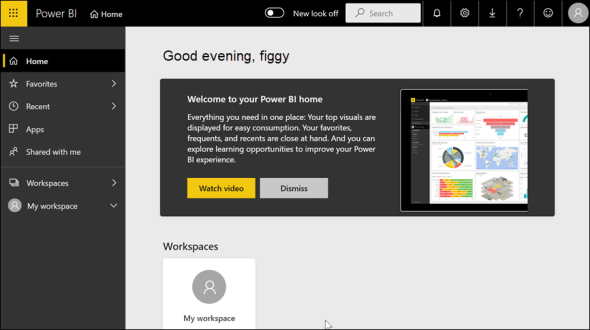 Power BI
Home
New look off
Search
Home
Favorites
Recent
Apps
Shared with me
Workspaces
My workspace
Good evening, figgy
Welcome to your Power BI home
Everything you need in one place: Your top visuals are
displayed for easy consumption. Your favorites,
frequents, and recents are close at hand. And you can
explore learning opportunities to improve your Power
BI experience.
Watch video
Dismiss
Workspaces
My workspace